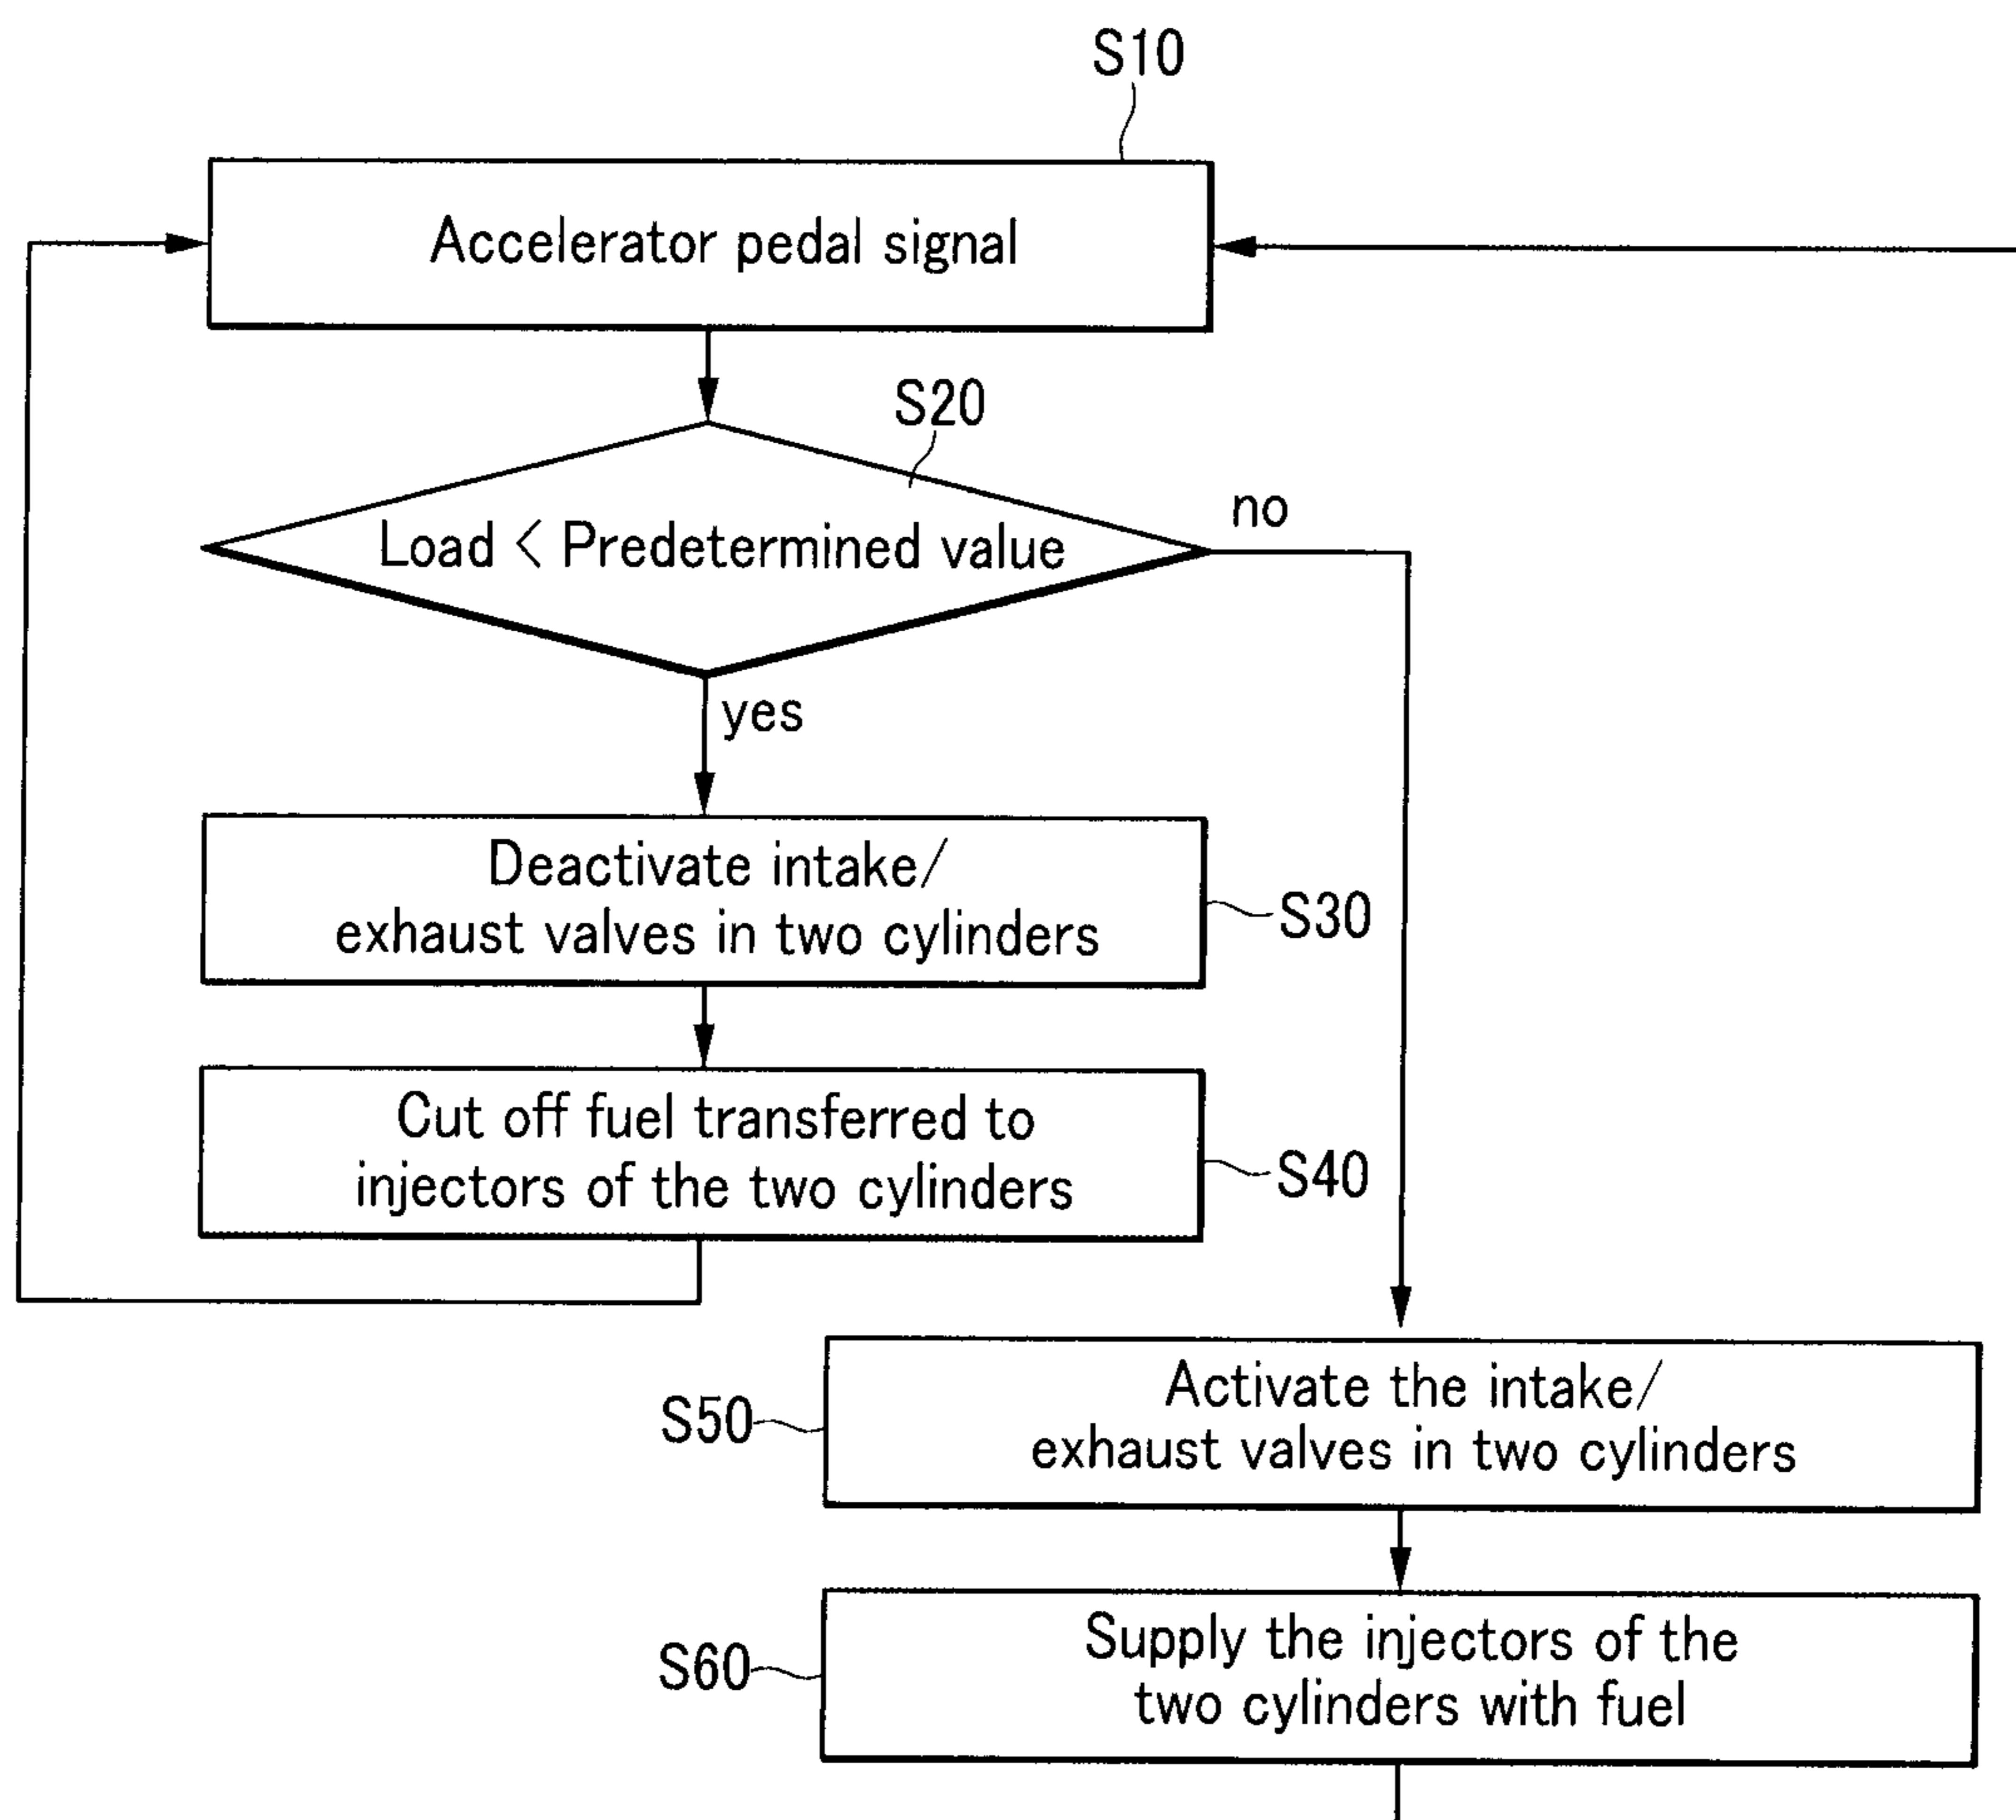 S10
Accelerator pedal signal
S20
Load < Predetermined value
no
yes
Deactivate intake/
exhaust valves in two cylinders
S30
Cut off fuel transferred to
injectors of the two cylinders
S40
Activate the intake/
exhaust valves in two cylinders
S50
Supply the injectors of the
two cylinders with fuel
S60